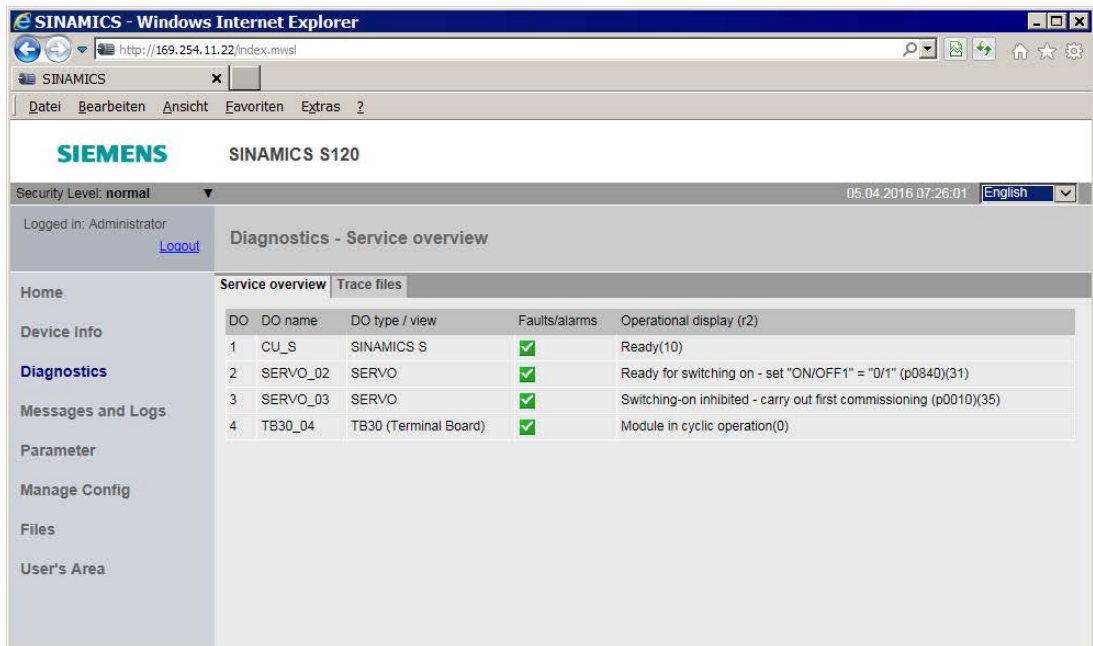 SINAMICS - Windows Internet Explorer
http://169.254.11.22/index.mwsl
SINAMICS
Datei Bearbeiten Ansicht Favoriten Extras ?
SIEMENS SINAMICS S120
Security Level: normal 05.04.2016 07:26:01 English
Logged in: Administrator
Logout
Diagnostics - Service overview
Home
Device Info
Diagnostics
Messages and Logs
Parameter
Manage Config
Files
User's Area
Service overview Trace files
DO DO name DO type / view Faults/alarms Operational display (r2)
1 CU_S SINAMICS S Ready(10)
2 SERVO_02 SERVO Ready for switching on - set "ON/OFF1" = "0/1" (p0840)(31)
3 SERVO_03 SERVO Switching-on inhibited - carry out first commissioning (p0010)(35)
4 TB30_04 TB30 (Terminal Board) Module in cyclic operation(0)